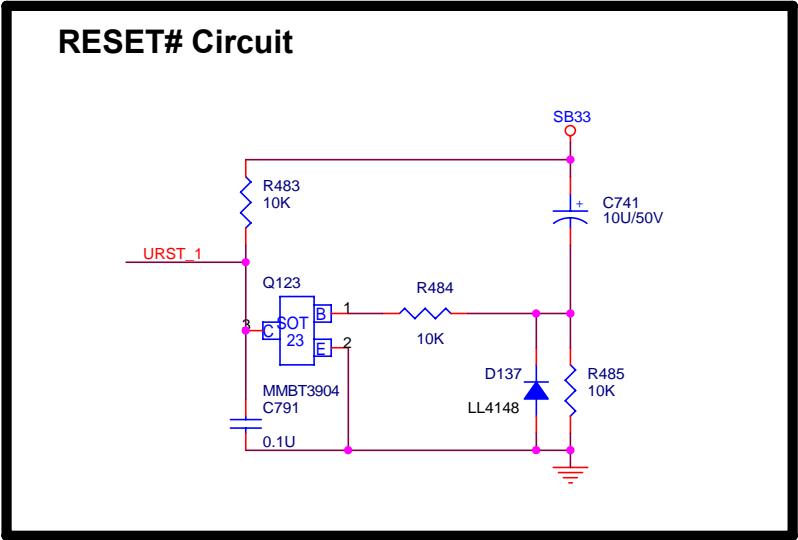 RESET# Circuit
SB33
R483
10K
+
C741
10U/50V
URST_1
Q123
R484
B
1
3
C
SOT
23
E
2
10K
D137
R485
10K
MMBT3904
C791
LL4148
0.1U